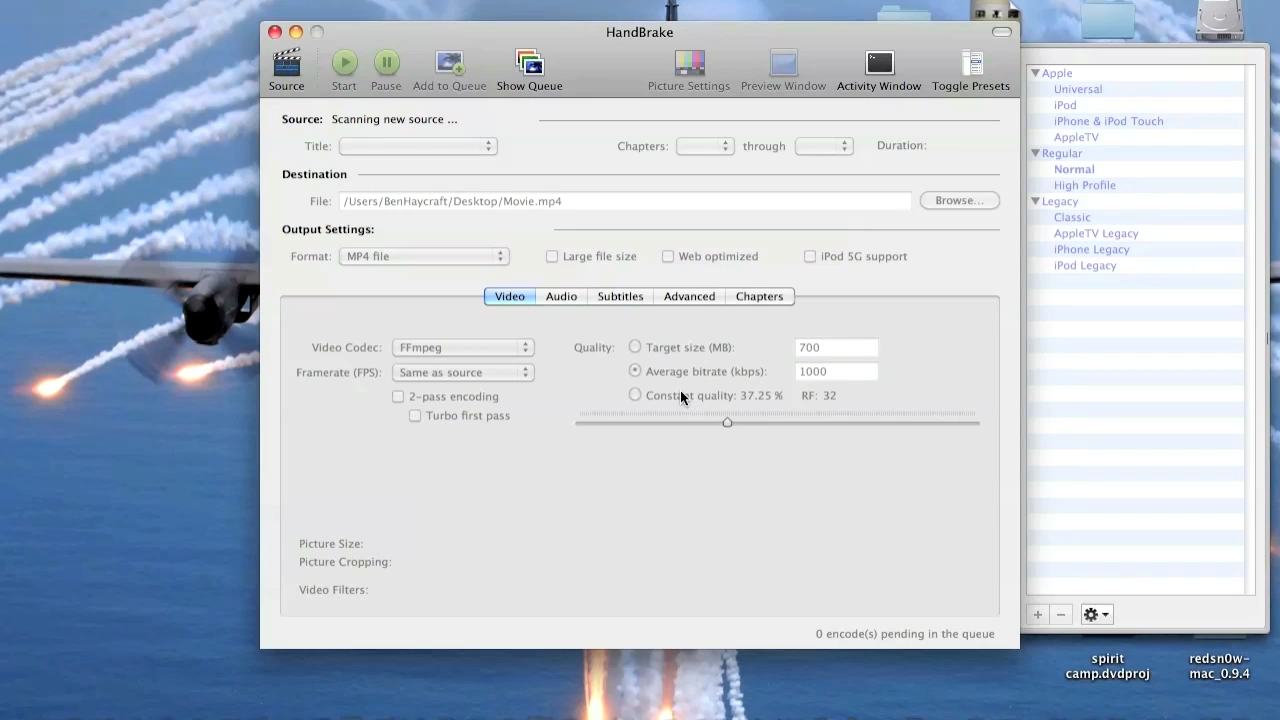 HandBrake
Source Start Pause Add to Queue Show Queue Picture Settings Preview Window Activity Window Toggle Presets
Source: Scanning new source ...
Title: Chapters: through Duration:
Destination
File: /Users/BenHaycraft/Desktop/Movie.mp4 Browse...
Output Settings:
Format: MP4 file Large file size Web optimized iPod 5G support
Video Audio Subtitles Advanced Chapters
Video Codec: FFmpeg Quality: Target size (MB): 700
Framerate (FPS): Same as source Average bitrate (kbps): 1000
2-pass encoding Constant quality: 37.25 % RF: 32
Turbo first pass
Picture Size:
Picture Cropping:
Video Filters:
0 encode(s) pending in the queue
Apple
Universal
iPod
iPhone & iPod Touch
AppleTV
Regular
Normal
High Profile
Legacy
Classic
AppleTV Legacy
iPhone Legacy
iPod Legacy
spirit
camp.dvdproj
redsn0w-
mac_0.9.4